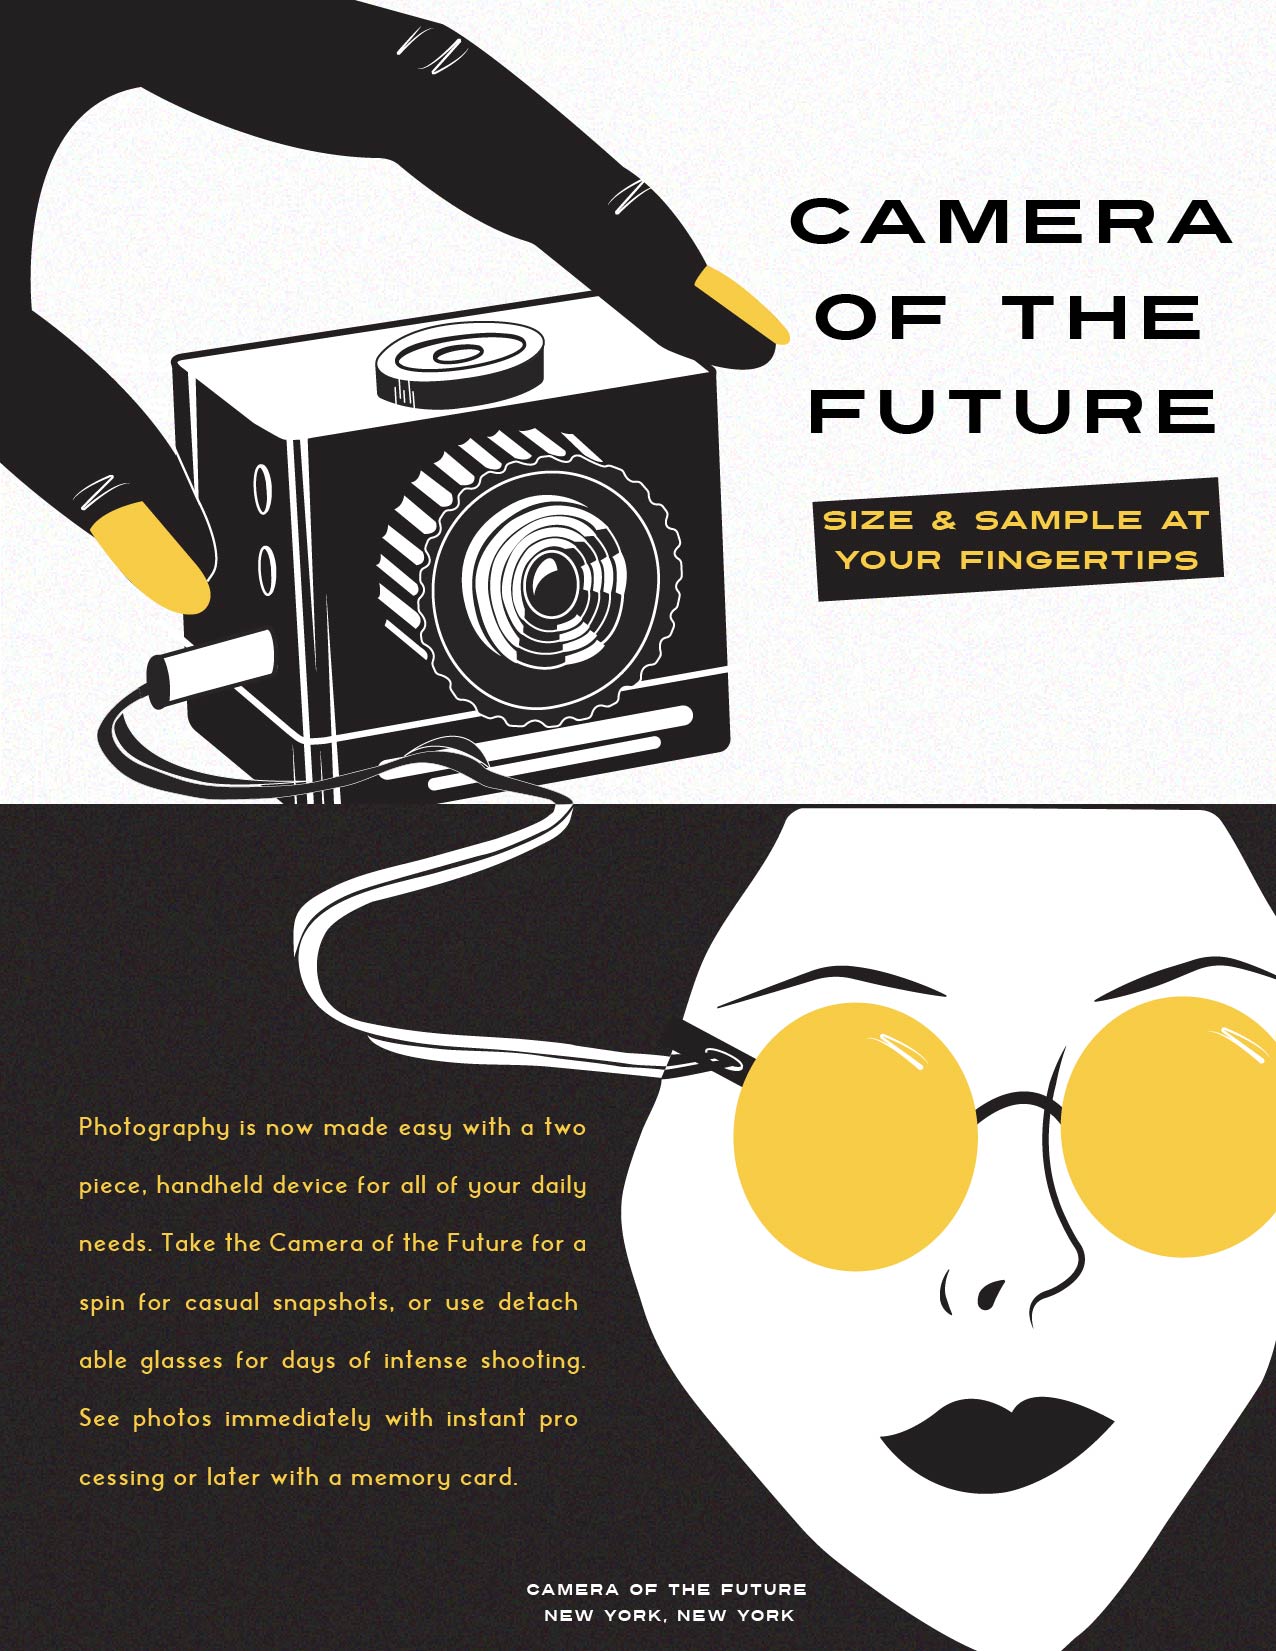 CAMERA
OF THE
FUTURE
SIZE & SAMPLE AT
YOUR FINGERTIPS
Photography is now made easy with a two
piece, handheld device for all of your daily
needs. Take the Camera of the Future for a
spin for casual snapshots, or use detach
able glasses for days of intense shooting.
See photos immediately with instant pro
cessing or later with a memory card.
CAMERA OF THE FUTURE
NEW YORK, NEW YORK